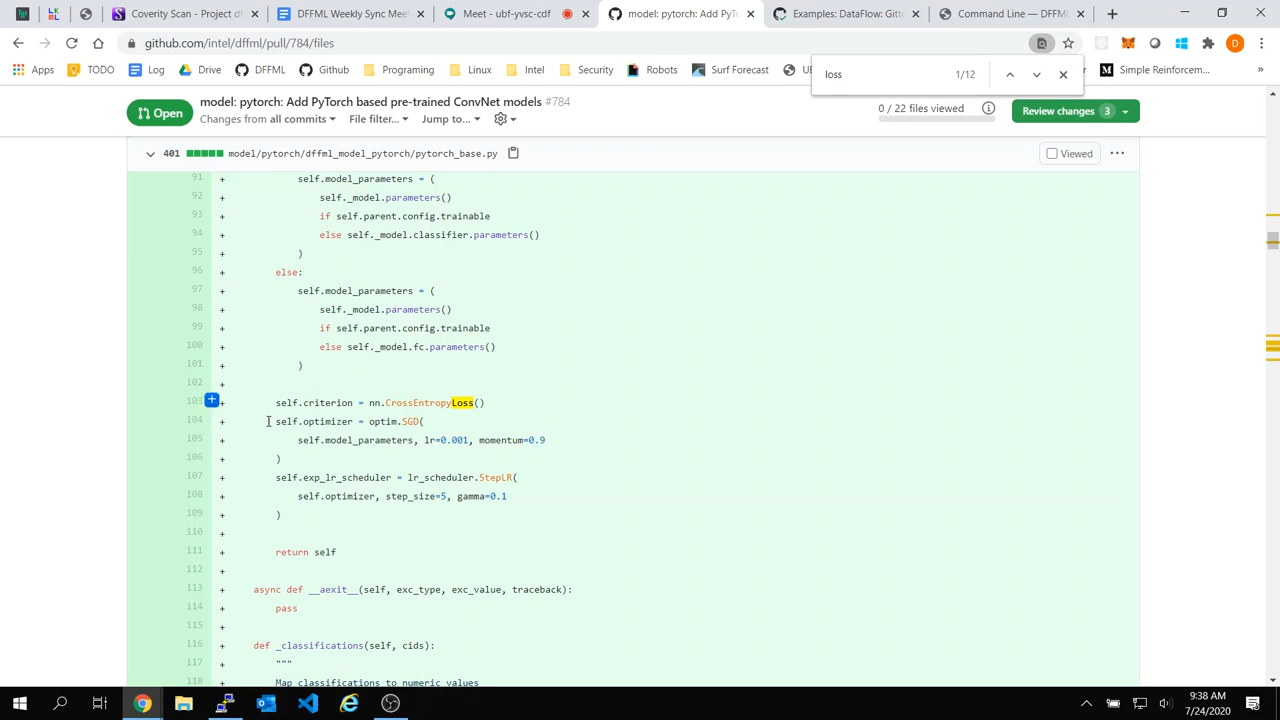 Coverity Scan - Project df
DFFML Weekly Sync Meet
Meet - ubf-yvsc-cdf
model: pytorch: Add PyTo
Examples: DataFlow: Gitt
Command Line — DFFML
github.com/intel/dffml/pull/784/files
Apps
TODO
Log
Drive
DFFML
Github
Programming
Linux
Intel
Security
Robots
Surf Forecast
Simple Reinforcem...
loss
1/12
Open
model: pytorch: Add PyTorch based pre-trained ConvNet models #784
Changes from all commits
File filter...
Jump to...
0 / 22 files viewed
Review changes 3
401 model/pytorch/dffml_model_pytorch/pytorch_base.py
Viewed
91 + self.model_parameters = (
92 + self._model.parameters()
93 + if self.parent.config.trainable
94 + else self._model.classifier.parameters()
95 + )
96 + else:
97 + self.model_parameters = (
98 + self._model.parameters()
99 + if self.parent.config.trainable
100 + else self._model.fc.parameters()
101 + )
102 +
103 + self.criterion = nn.CrossEntropyLoss()
104 + self.optimizer = optim.SGD(
105 + self.model_parameters, lr=0.001, momentum=0.9
106 + )
107 + self.exp_lr_scheduler = lr_scheduler.StepLR(
108 + self.optimizer, step_size=5, gamma=0.1
109 + )
110 +
111 + return self
112 +
113 + async def __aexit__(self, exc_type, exc_value, traceback):
114 + pass
115 +
116 + def _classifications(self, cids):
117 + """
118 + Map classifications to numeric values
9:38 AM
7/24/2020